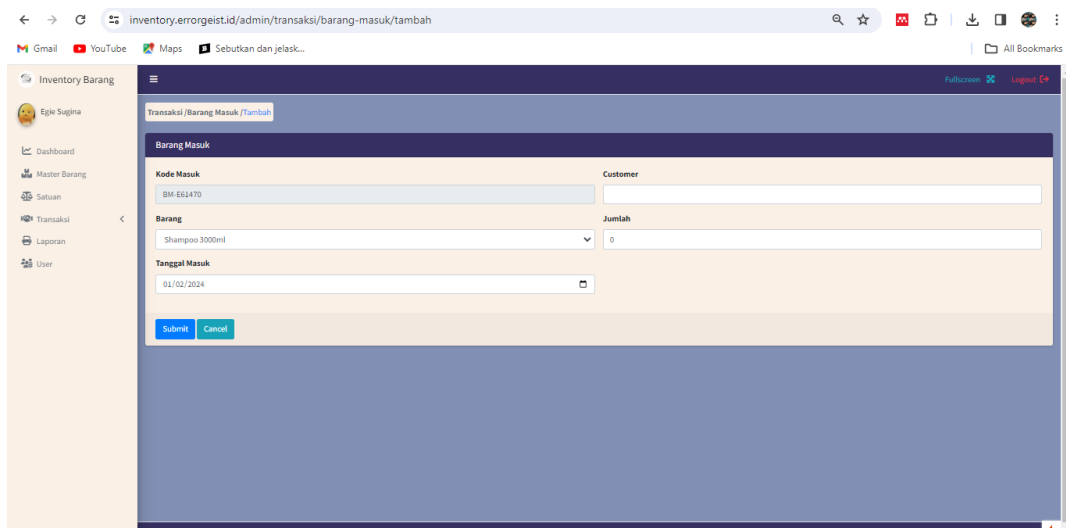 inventory.errorgeist.id/admin/transaksi/barang-masuk/tambah
Gmail YouTube Maps Sebutkan dan jelask... All Bookmarks
Inventory Barang Fullscreen Logout
Egie Sugina
Transaksi /Barang Masuk /Tambah
Dashboard
Master Barang
Satuan
Transaksi
Laporan
User
Barang Masuk
Kode Masuk Customer
BM-E61470
Barang Jumlah
Shampoo 3000ml 0
Tanggal Masuk
01/02/2024
Submit Cancel